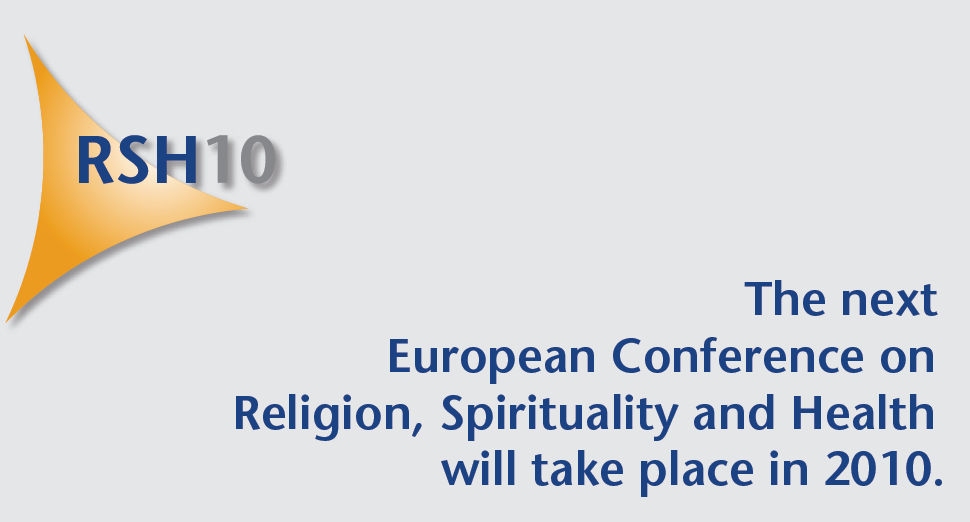 RSH10
The next
European Conference on
Religion, Spirituality and Health
will take place in 2010.